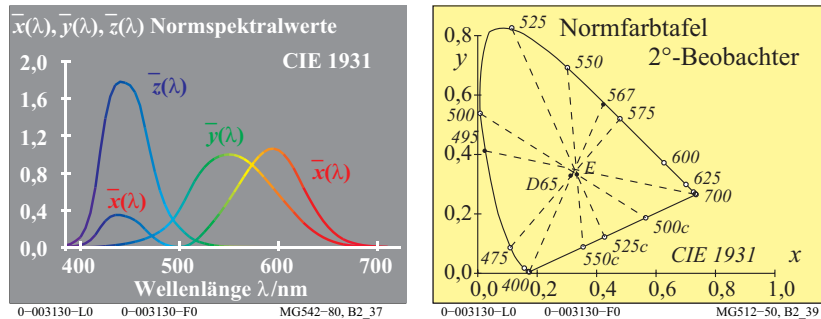 x̅(λ), y̅(λ), z̅(λ) Normspektralwerte
CIE 1931
2,0
1,6
1,2
0,8
0,4
0,0
z̅(λ)
y̅(λ)
x̅(λ)
x̅(λ)
400 500 600 700
Wellenlänge λ/nm
0-003130-L0 0-003130-F0 MG542-80, B2_37
Normfarbtafel
2°-Beobachter
0,8
y
0,6
0,4
0,2
0,0
525
550
567
575
500
495
600
625
700
E
D65
500c
525c
550c
475
400
CIE 1931
0,0 0,2 0,4 0,6 0,8 1,0 x
0-003130-L0 0-003130-F0 MG512-50, B2_39